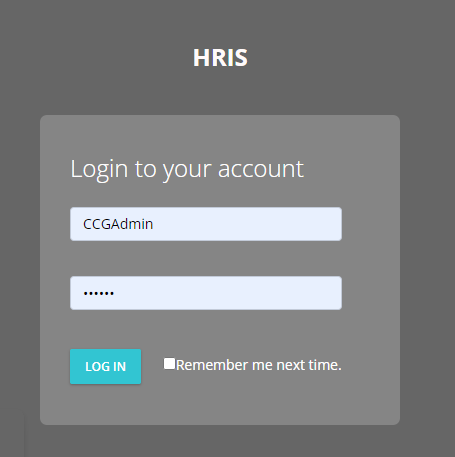 HRIS
Login to your account
CCGAdmin
••••••
LOG IN
Remember me next time.